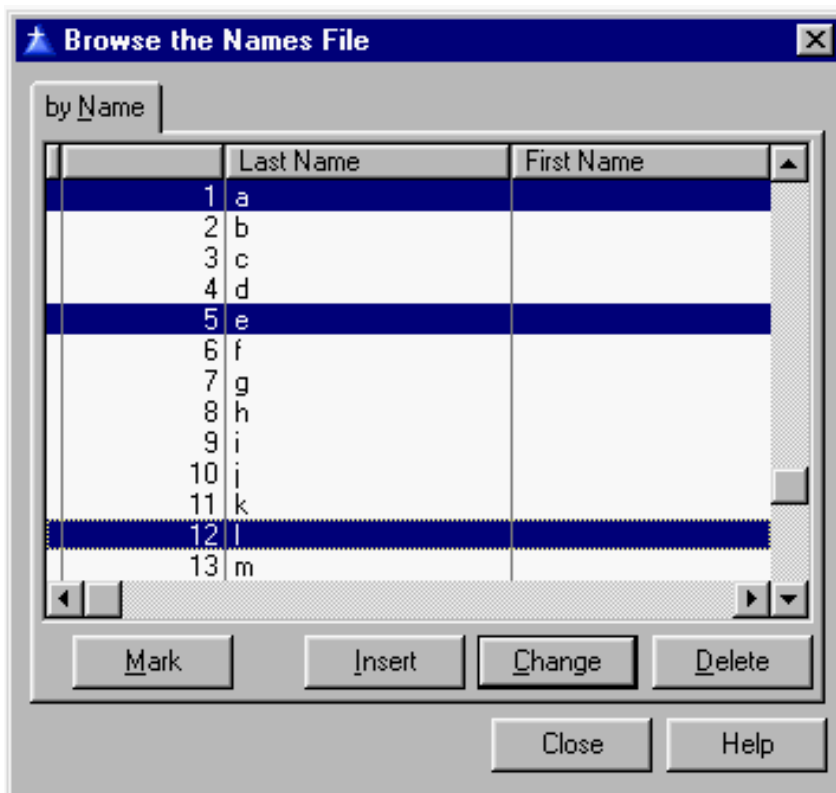 Browse the Names File
by Name
Last Name First Name
1 a
2 b
3 c
4 d
5 e
6 f
7 g
8 h
9 i
10 j
11 k
12 l
13 m
Mark Insert Change Delete
Close Help